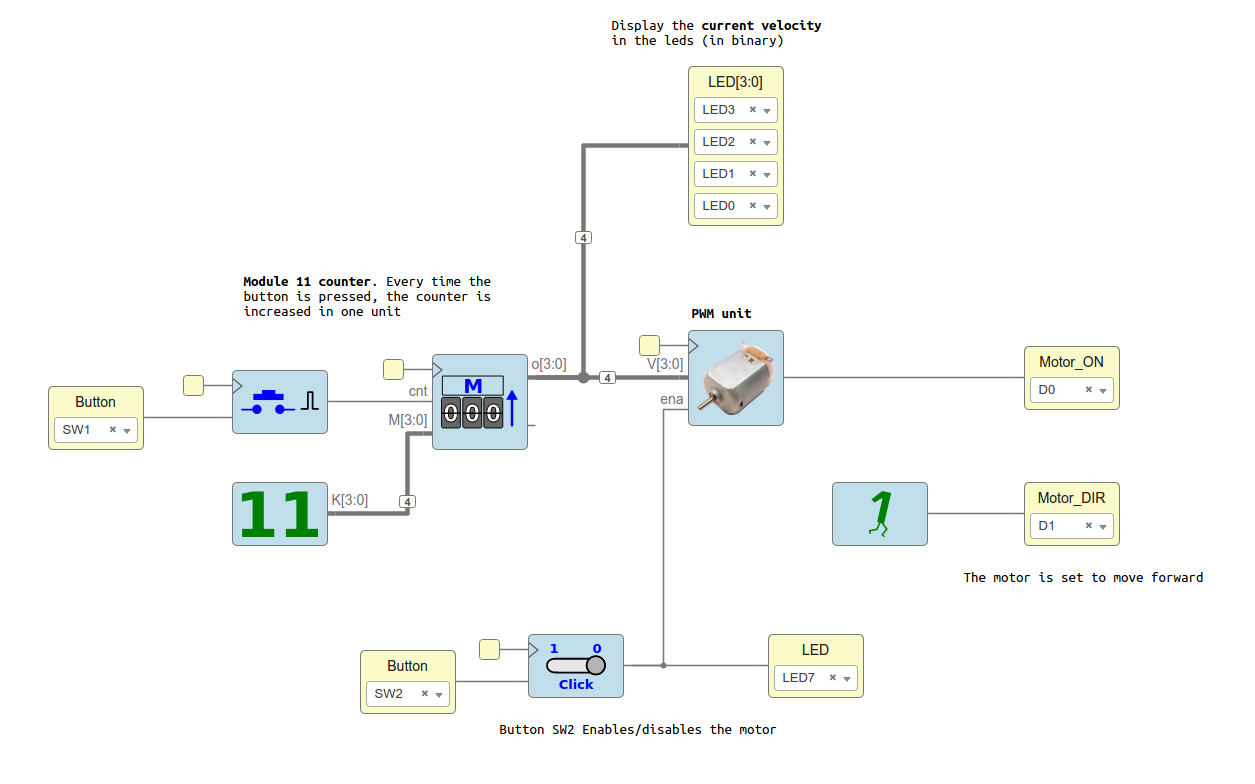 Display the current velocity
in the leds (in binary)
LED[3:0]
LED3
LED2
LED1
LED0
4
Module 11 counter. Every time the
button is pressed, the counter is
increased in one unit
PWM unit
o[3:0]
4
V[3:0]
ena
Motor_ON
D0
Button
SW1
cnt
M[3:0]
M
000
11
K[3:0]
4
1
Motor_DIR
D1
The motor is set to move forward
Button
SW2
1 0
Click
LED
LED7
Button SW2 Enables/disables the motor